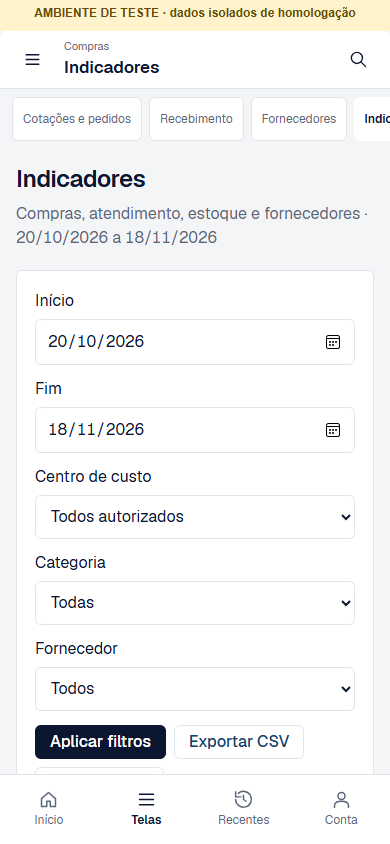 AMBIENTE DE TESTE · dados isolados de homologação
Compras
Indicadores
Cotações e pedidos
Recebimento
Fornecedores
Indic
Indicadores
Compras, atendimento, estoque e fornecedores ·
20/10/2026 a 18/11/2026
Início
20/10/2026
Fim
18/11/2026
Centro de custo
Todos autorizados
Categoria
Todas
Fornecedor
Todos
Aplicar filtros
Exportar CSV
Início
Telas
Recentes
Conta